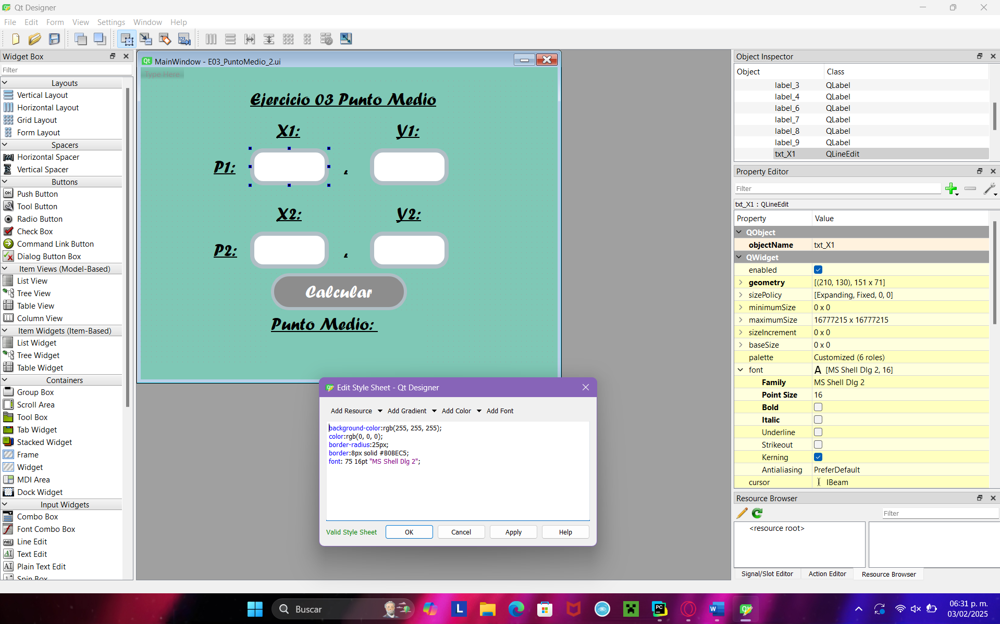 Qt Designer
File Edit Form View Settings Window Help
Widget Box
Filter
Layouts
Vertical Layout
Horizontal Layout
Grid Layout
Form Layout
Spacers
Horizontal Spacer
Vertical Spacer
Buttons
Push Button
Tool Button
Radio Button
Check Box
Command Link Button
Dialog Button Box
Item Views (Model-Based)
List View
Tree View
Table View
Column View
Item Widgets (Item-Based)
List Widget
Tree Widget
Table Widget
Containers
Group Box
Scroll Area
Tool Box
Tab Widget
Stacked Widget
Frame
Widget
MDI Area
Dock Widget
Input Widgets
Combo Box
Font Combo Box
Line Edit
Text Edit
Plain Text Edit
Spin Box
MainWindow - E03_PuntoMedio_2.ui
Type Here
Ejercicio 03 Punto Medio
X1: Y1:
P1: ,
X2: Y2:
P2: ,
Calcular
Punto Medio:
Edit Style Sheet - Qt Designer
Add Resource Add Gradient Add Color Add Font
background-color:rgb(255, 255, 255);
color:rgb(0, 0, 0);
border-radius:25px;
border:8px solid #B0BEC5;
font: 75 16pt "MS Shell Dlg 2";
Valid Style Sheet OK Cancel Apply Help
Object Inspector
Object Class
label_3 QLabel
label_4 QLabel
label_6 QLabel
label_7 QLabel
label_8 QLabel
label_9 QLabel
txt_X1 QLineEdit
Property Editor
Filter
txt_X1 : QLineEdit
Property Value
QObject
objectName txt_X1
QWidget
enabled
geometry [(210, 130), 151 x 71]
sizePolicy [Expanding, Fixed, 0, 0]
minimumSize 0 x 0
maximumSize 16777215 x 16777215
sizeIncrement 0 x 0
baseSize 0 x 0
palette Customized (6 roles)
font A [MS Shell Dlg 2, 16]
Family MS Shell Dlg 2
Point Size 16
Bold
Italic
Underline
Strikeout
Kerning
Antialiasing PreferDefault
cursor IBeam
Resource Browser
Filter
<resource root>
Signal/Slot Editor Action Editor Resource Browser
Buscar
06:31 p. m.
03/02/2025